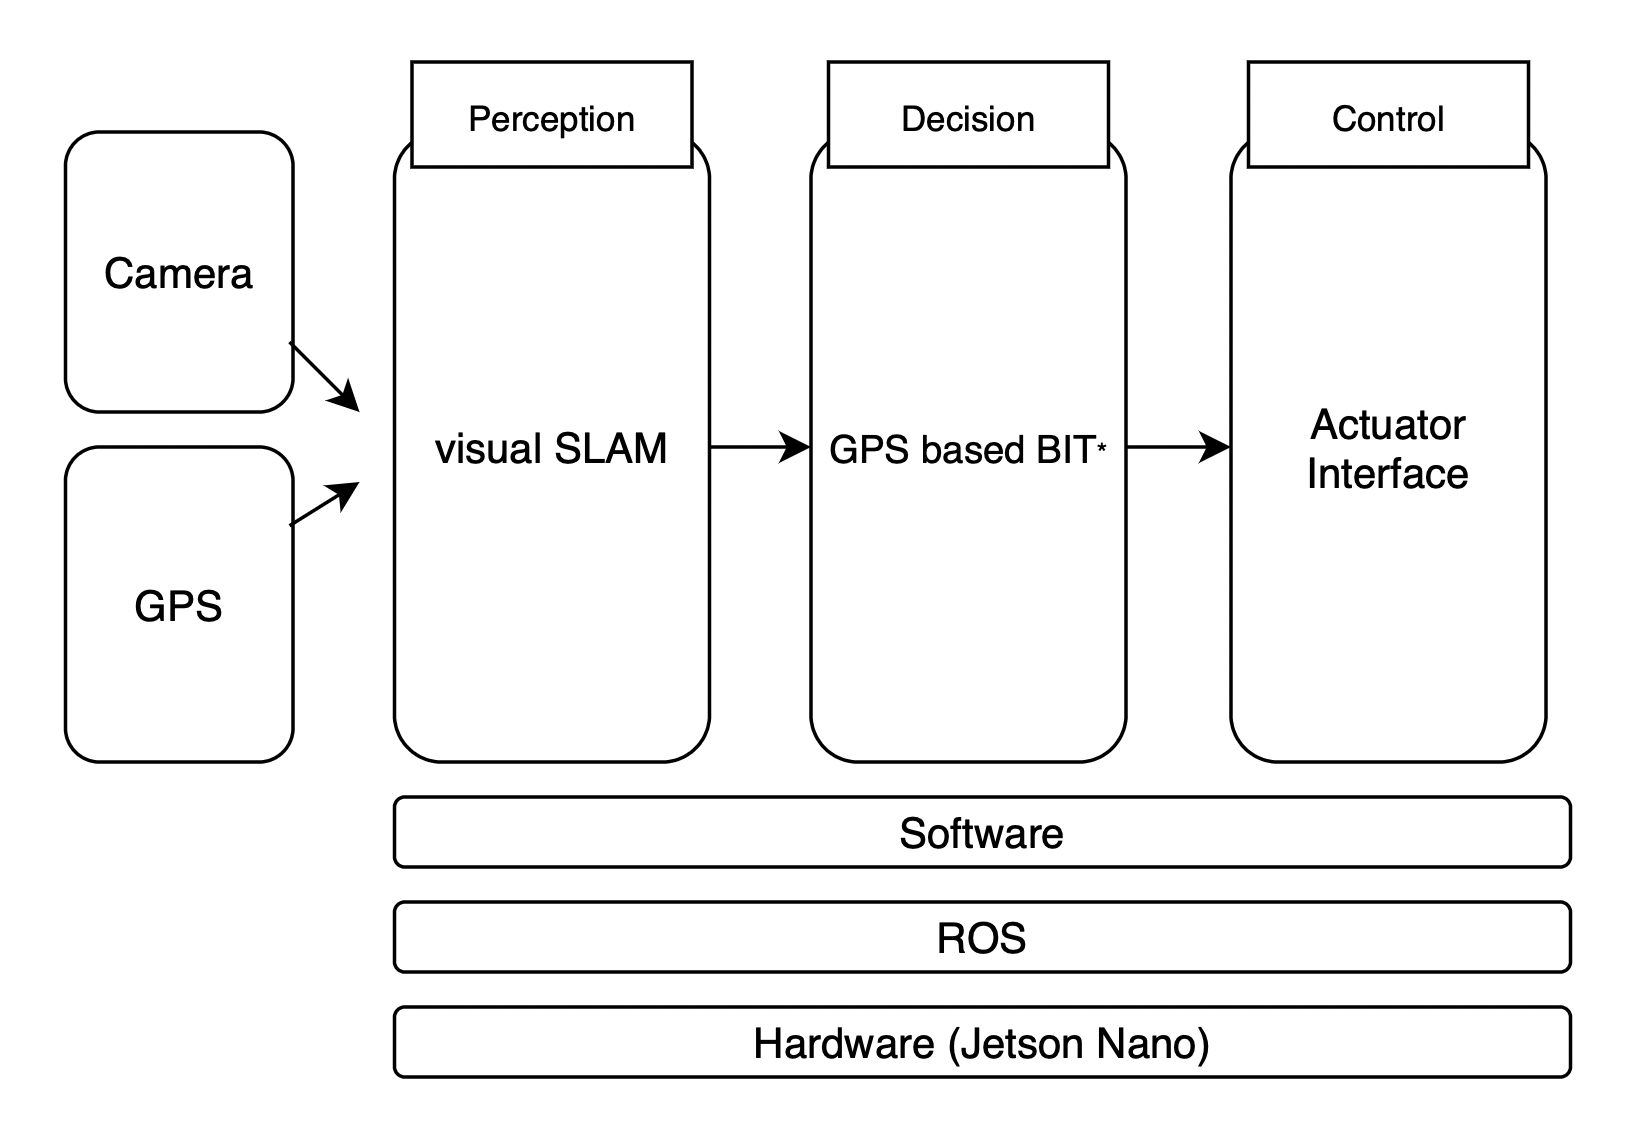 Perception
Decision
Control
Camera
GPS
visual SLAM
GPS based BIT*
Actuator
Interface
Software
ROS
Hardware (Jetson Nano)